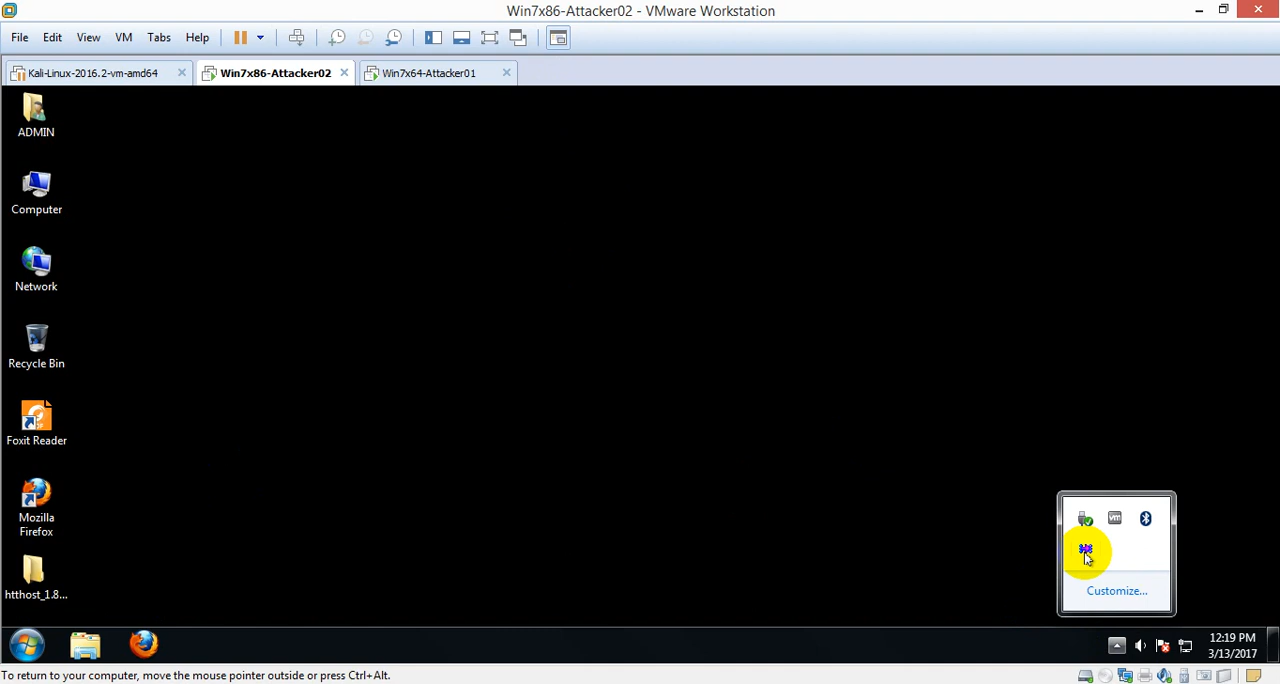 Win7x86-Attacker02 - VMware Workstation
File Edit View VM Tabs Help
Kali-Linux-2016.2-vm-amd64 Win7x86-Attacker02 Win7x64-Attacker01
ADMIN
Computer
Network
Recycle Bin
Foxit Reader
Mozilla
Firefox
htthost_1.8...
vm
Customize...
12:19 PM
3/13/2017
To return to your computer, move the mouse pointer outside or press Ctrl+Alt.